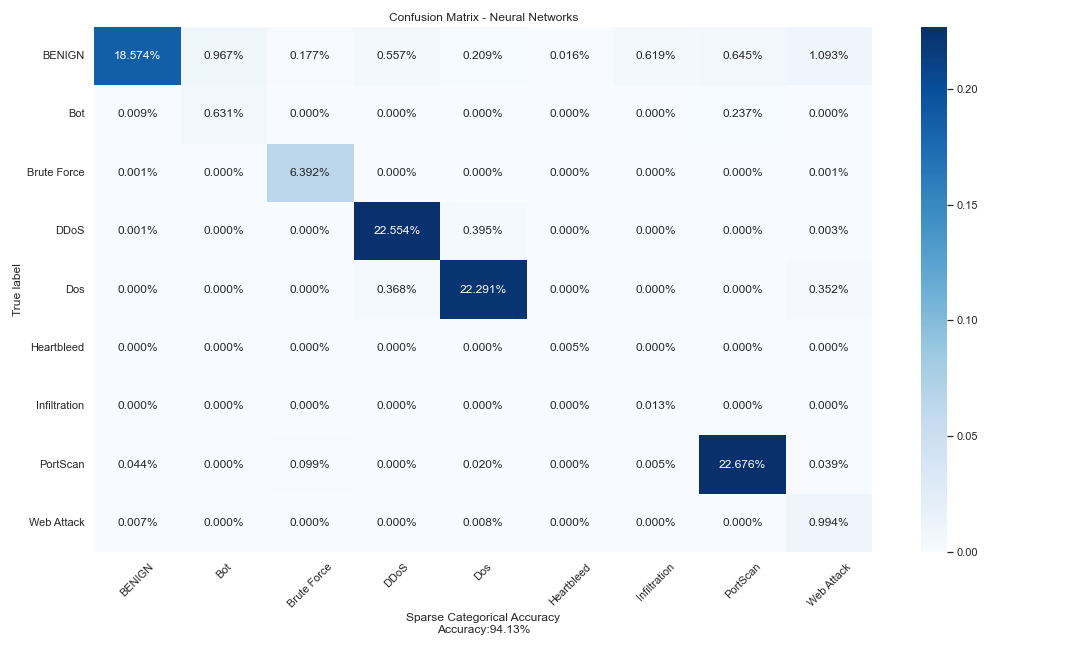 Confusion Matrix - Neural Networks
BENIGN 18.574% 0.967% 0.177% 0.557% 0.209% 0.016% 0.619% 0.645% 1.093%
Bot 0.009% 0.631% 0.000% 0.000% 0.000% 0.000% 0.000% 0.237% 0.000%
Brute Force 0.001% 0.000% 6.392% 0.000% 0.000% 0.000% 0.000% 0.000% 0.001%
DDoS 0.001% 0.000% 0.000% 22.554% 0.395% 0.000% 0.000% 0.000% 0.003%
Dos 0.000% 0.000% 0.000% 0.368% 22.291% 0.000% 0.000% 0.000% 0.352%
Heartbleed 0.000% 0.000% 0.000% 0.000% 0.000% 0.005% 0.000% 0.000% 0.000%
Infiltration 0.000% 0.000% 0.000% 0.000% 0.000% 0.000% 0.013% 0.000% 0.000%
PortScan 0.044% 0.000% 0.099% 0.000% 0.020% 0.000% 0.005% 22.676% 0.039%
Web Attack 0.007% 0.000% 0.000% 0.000% 0.008% 0.000% 0.000% 0.000% 0.994%
True label
BENIGN Bot Brute Force DDoS Dos Heartbleed Infiltration PortScan Web Attack
Sparse Categorical Accuracy
Accuracy:94.13%
0.20
0.15
0.10
0.05
0.00